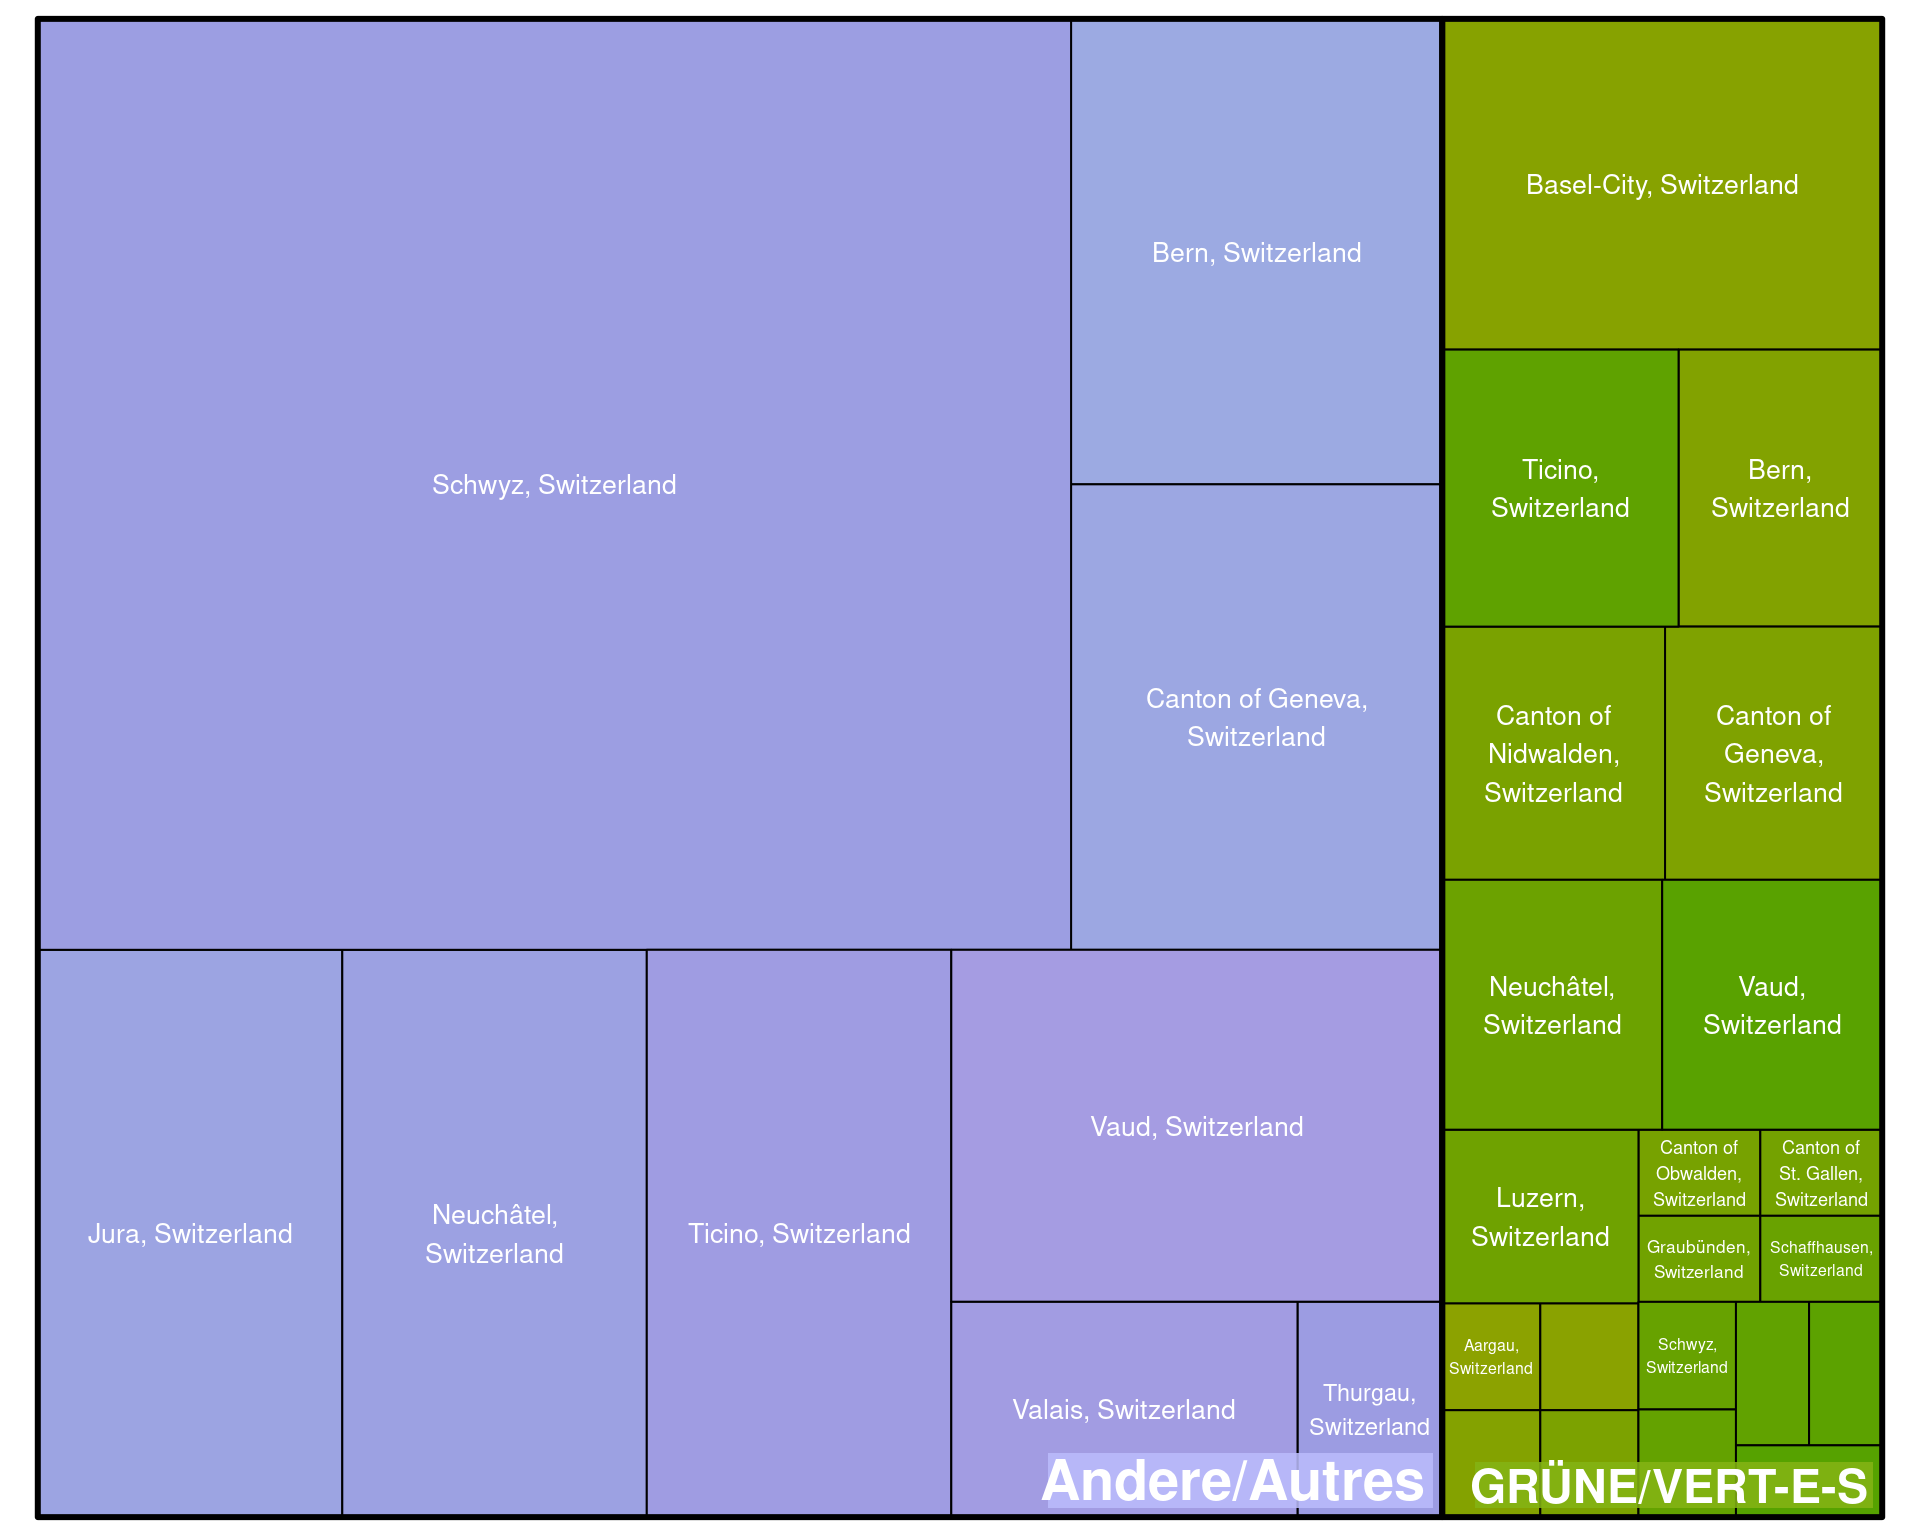 Schwyz, Switzerland
Bern, Switzerland
Canton of Geneva,
Switzerland
Jura, Switzerland
Neuchâtel,
Switzerland
Ticino, Switzerland
Vaud, Switzerland
Valais, Switzerland
Thurgau,
Switzerland
Andere/Autres
Basel-City, Switzerland
Ticino,
Switzerland
Bern,
Switzerland
Canton of
Nidwalden,
Switzerland
Canton of
Geneva,
Switzerland
Neuchâtel,
Switzerland
Vaud,
Switzerland
Luzern,
Switzerland
Canton of
Obwalden,
Switzerland
Canton of
St. Gallen,
Switzerland
Graubünden,
Switzerland
Schaffhausen,
Switzerland
Aargau,
Switzerland
Schwyz,
Switzerland
GRÜNE/VERT-E-S